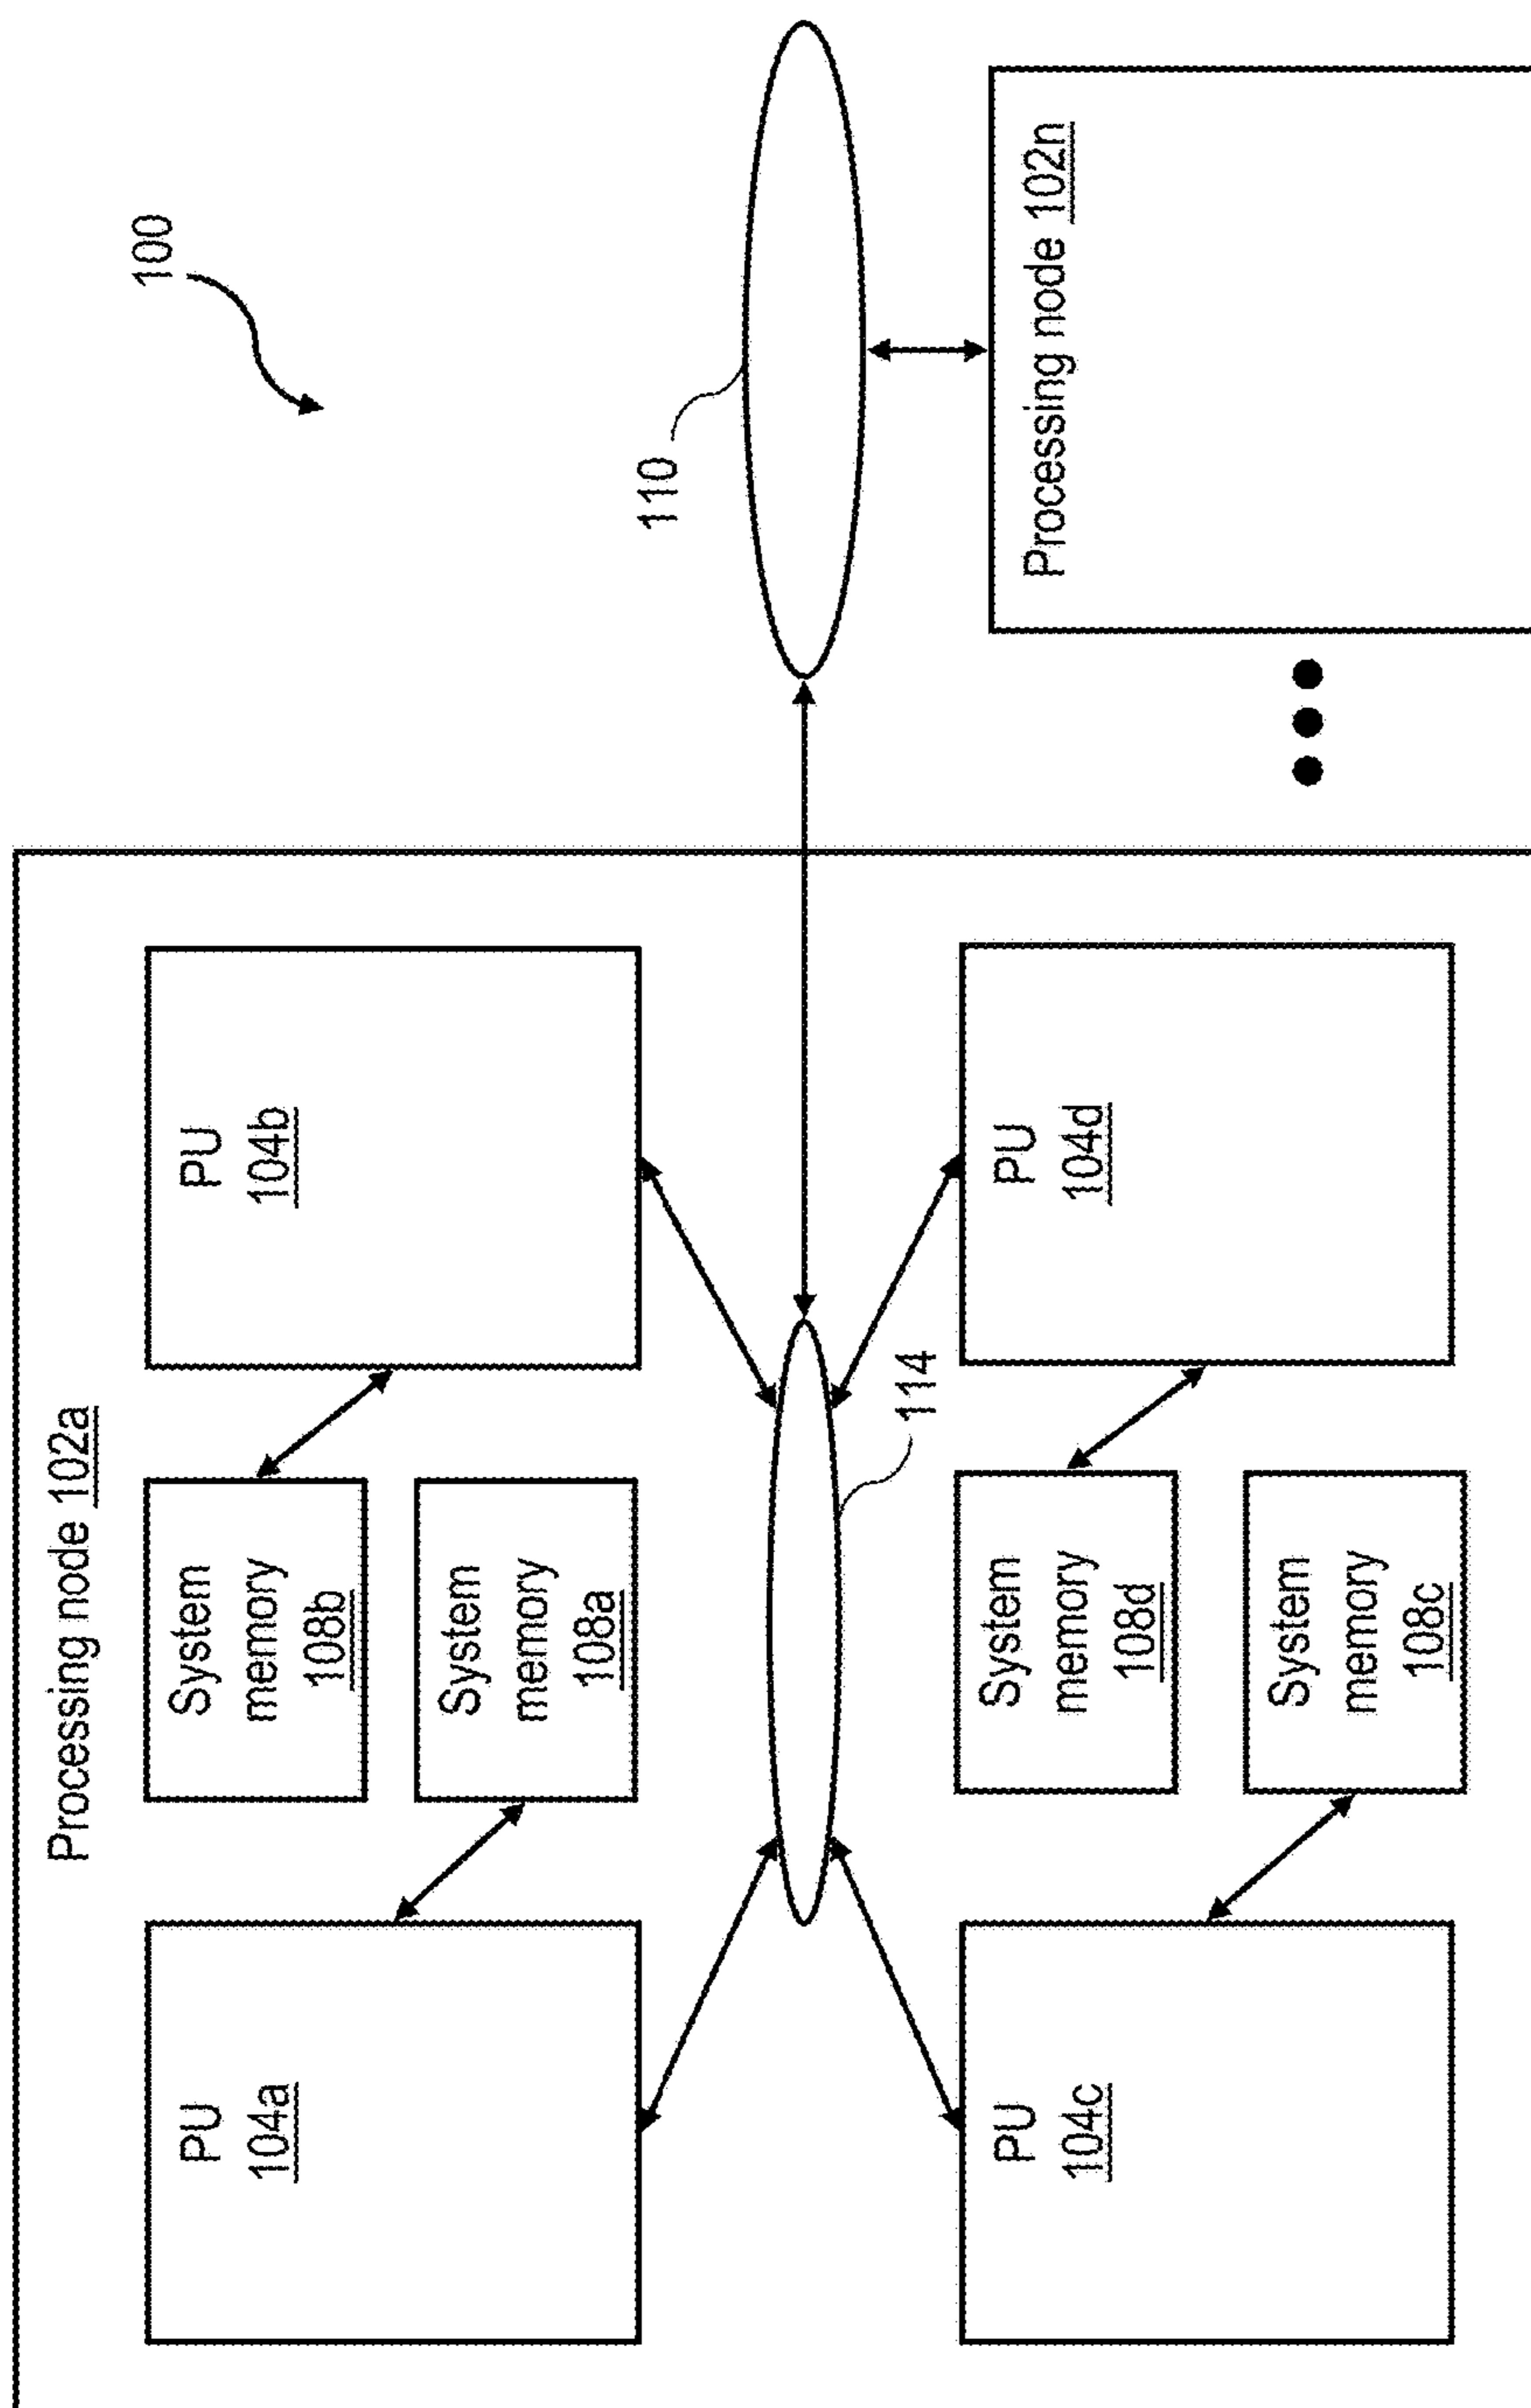 100
Processing node 102a
PU
104a
System
memory
108b
System
memory
108a
PU
104b
110
114
Processing node 102n
PU
104c
System
memory
108d
System
memory
108c
PU
104d